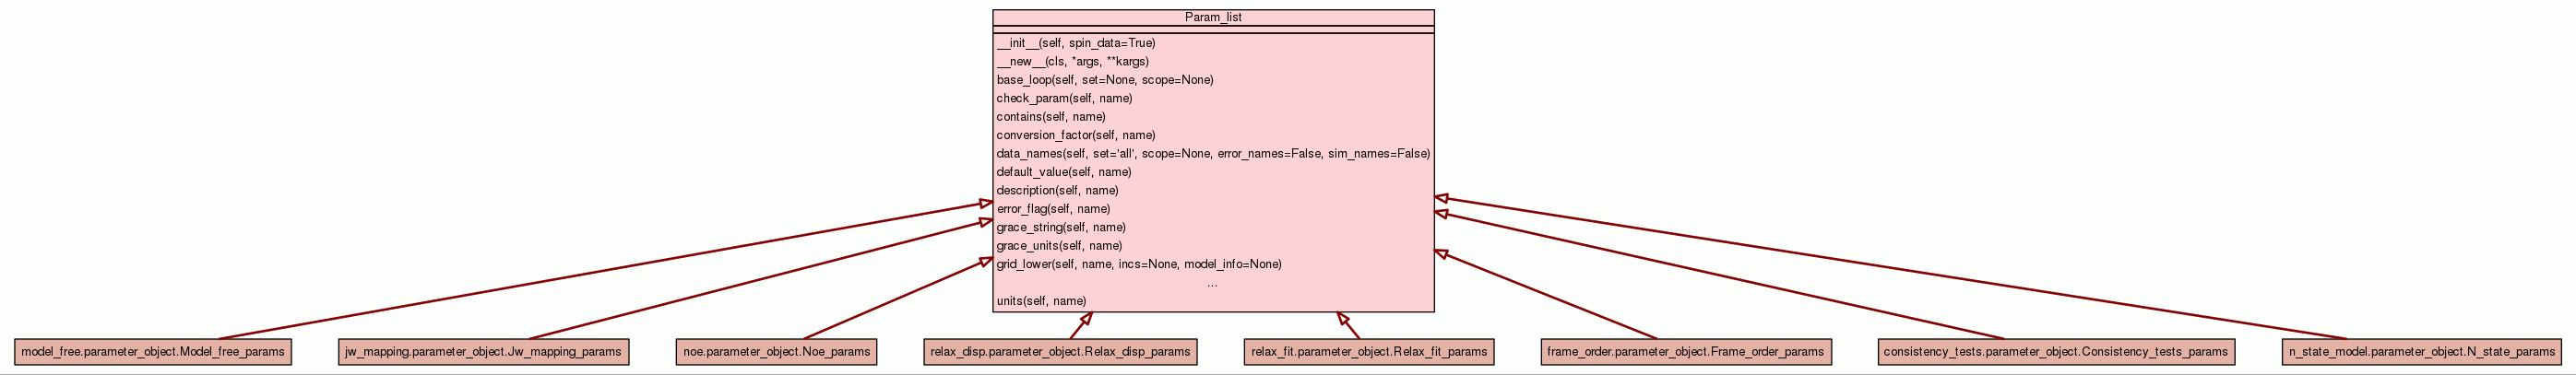 Param_list
__init__(self, spin_data=True)
__new__(cls, *args, **kargs)
base_loop(self, set=None, scope=None)
check_param(self, name)
contains(self, name)
conversion_factor(self, name)
data_names(self, set='all', scope=None, error_names=False, sim_names=False)
default_value(self, name)
description(self, name)
error_flag(self, name)
grace_string(self, name)
grace_units(self, name)
grid_lower(self, name, incs=None, model_info=None)
...
units(self, name)
model_free.parameter_object.Model_free_params
jw_mapping.parameter_object.Jw_mapping_params
noe.parameter_object.Noe_params
relax_disp.parameter_object.Relax_disp_params
relax_fit.parameter_object.Relax_fit_params
frame_order.parameter_object.Frame_order_params
consistency_tests.parameter_object.Consistency_tests_params
n_state_model.parameter_object.N_state_params